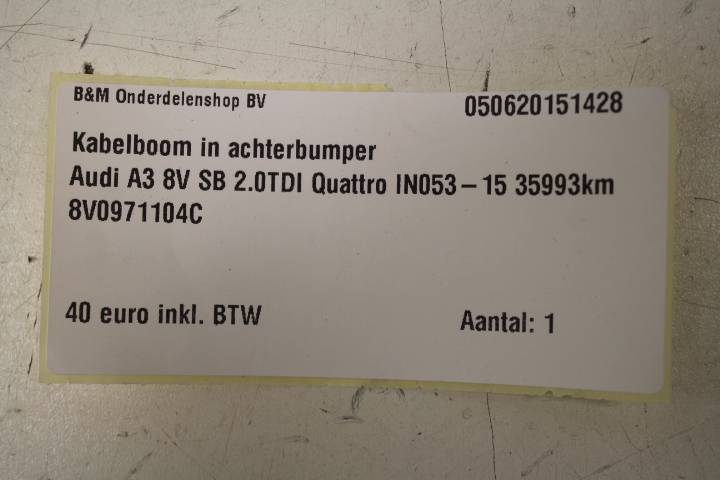 B&M Onderdelenshop BV 050620151428
Kabelboom in achterbumper
Audi A3 8V SB 2.0TDI Quattro IN053-15 35993km
8V0971104C
40 euro inkl. BTW Aantal: 1